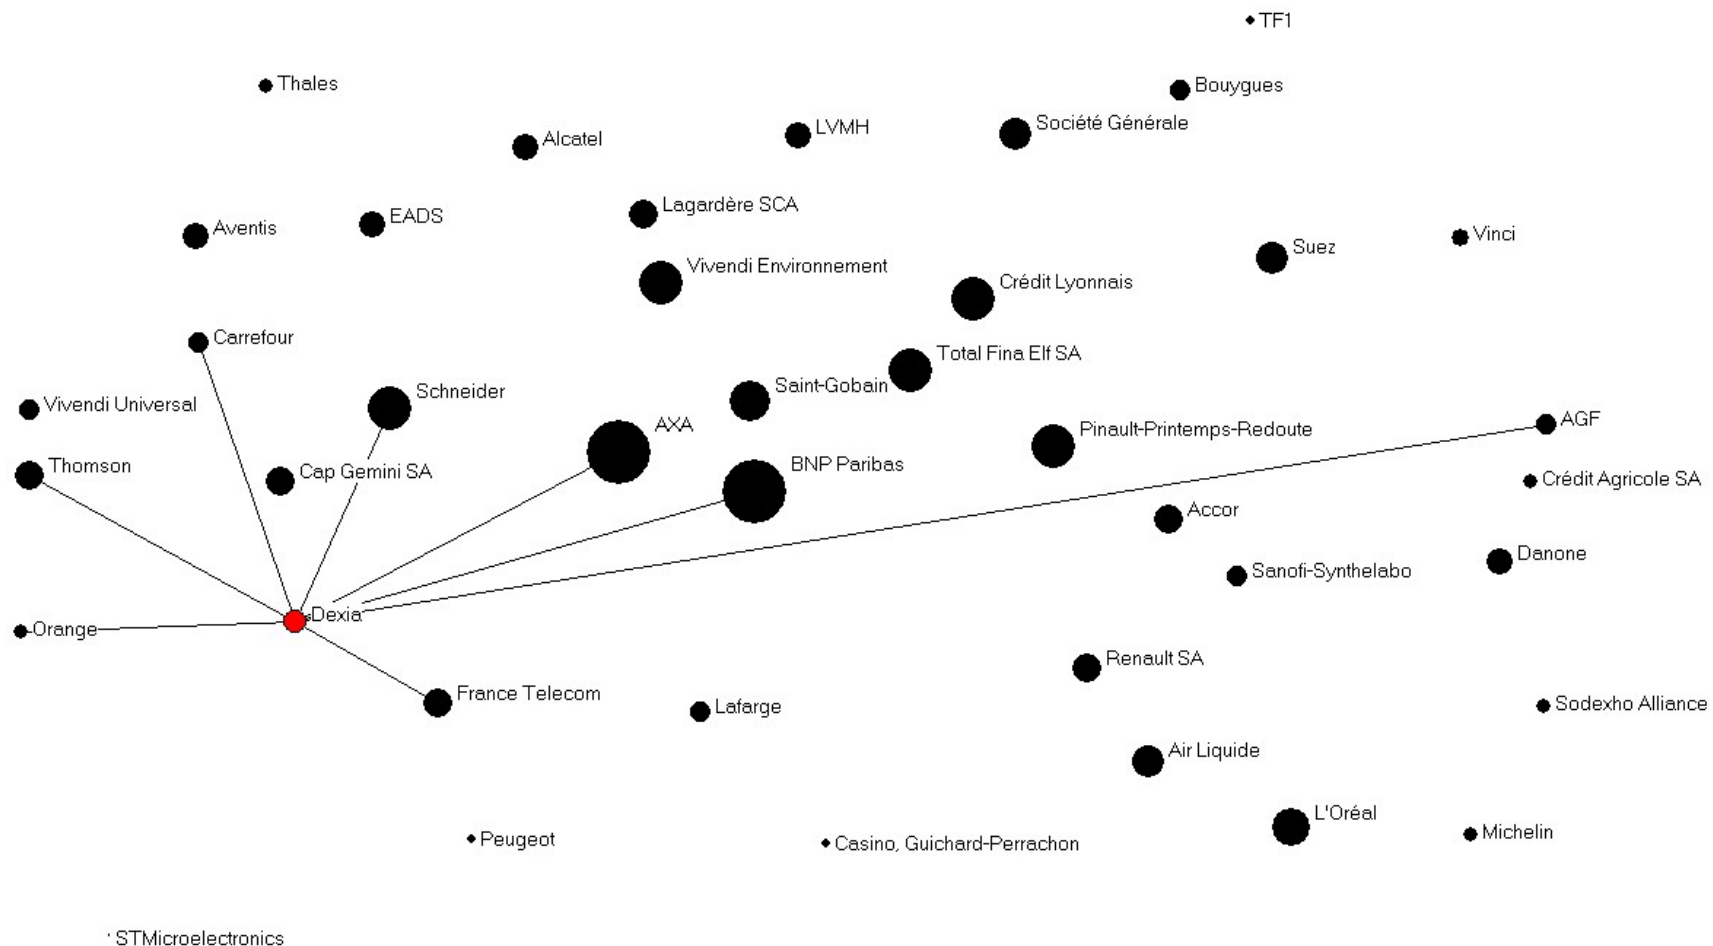 TF1
Thales
Bouygues
Société Générale
LVMH
Alcatel
Lagardère SCA
EADS
Aventis
Vinci
Suez
Vivendi Environnement
Crédit Lyonnais
Carrefour
Total Fina Elf SA
Saint-Gobain
Schneider
Vivendi Universal
AGF
AXA
Pinault-Printemps-Redoute
BNP Paribas
Thomson
Cap Gemini SA
Crédit Agricole SA
Accor
Danone
Sanofi-Synthelabo
Dexia
Orange
Renault SA
France Telecom
Sodexho Alliance
Lafarge
Air Liquide
L'Oréal
Michelin
Peugeot
Casino, Guichard-Perrachon
STMicroelectronics